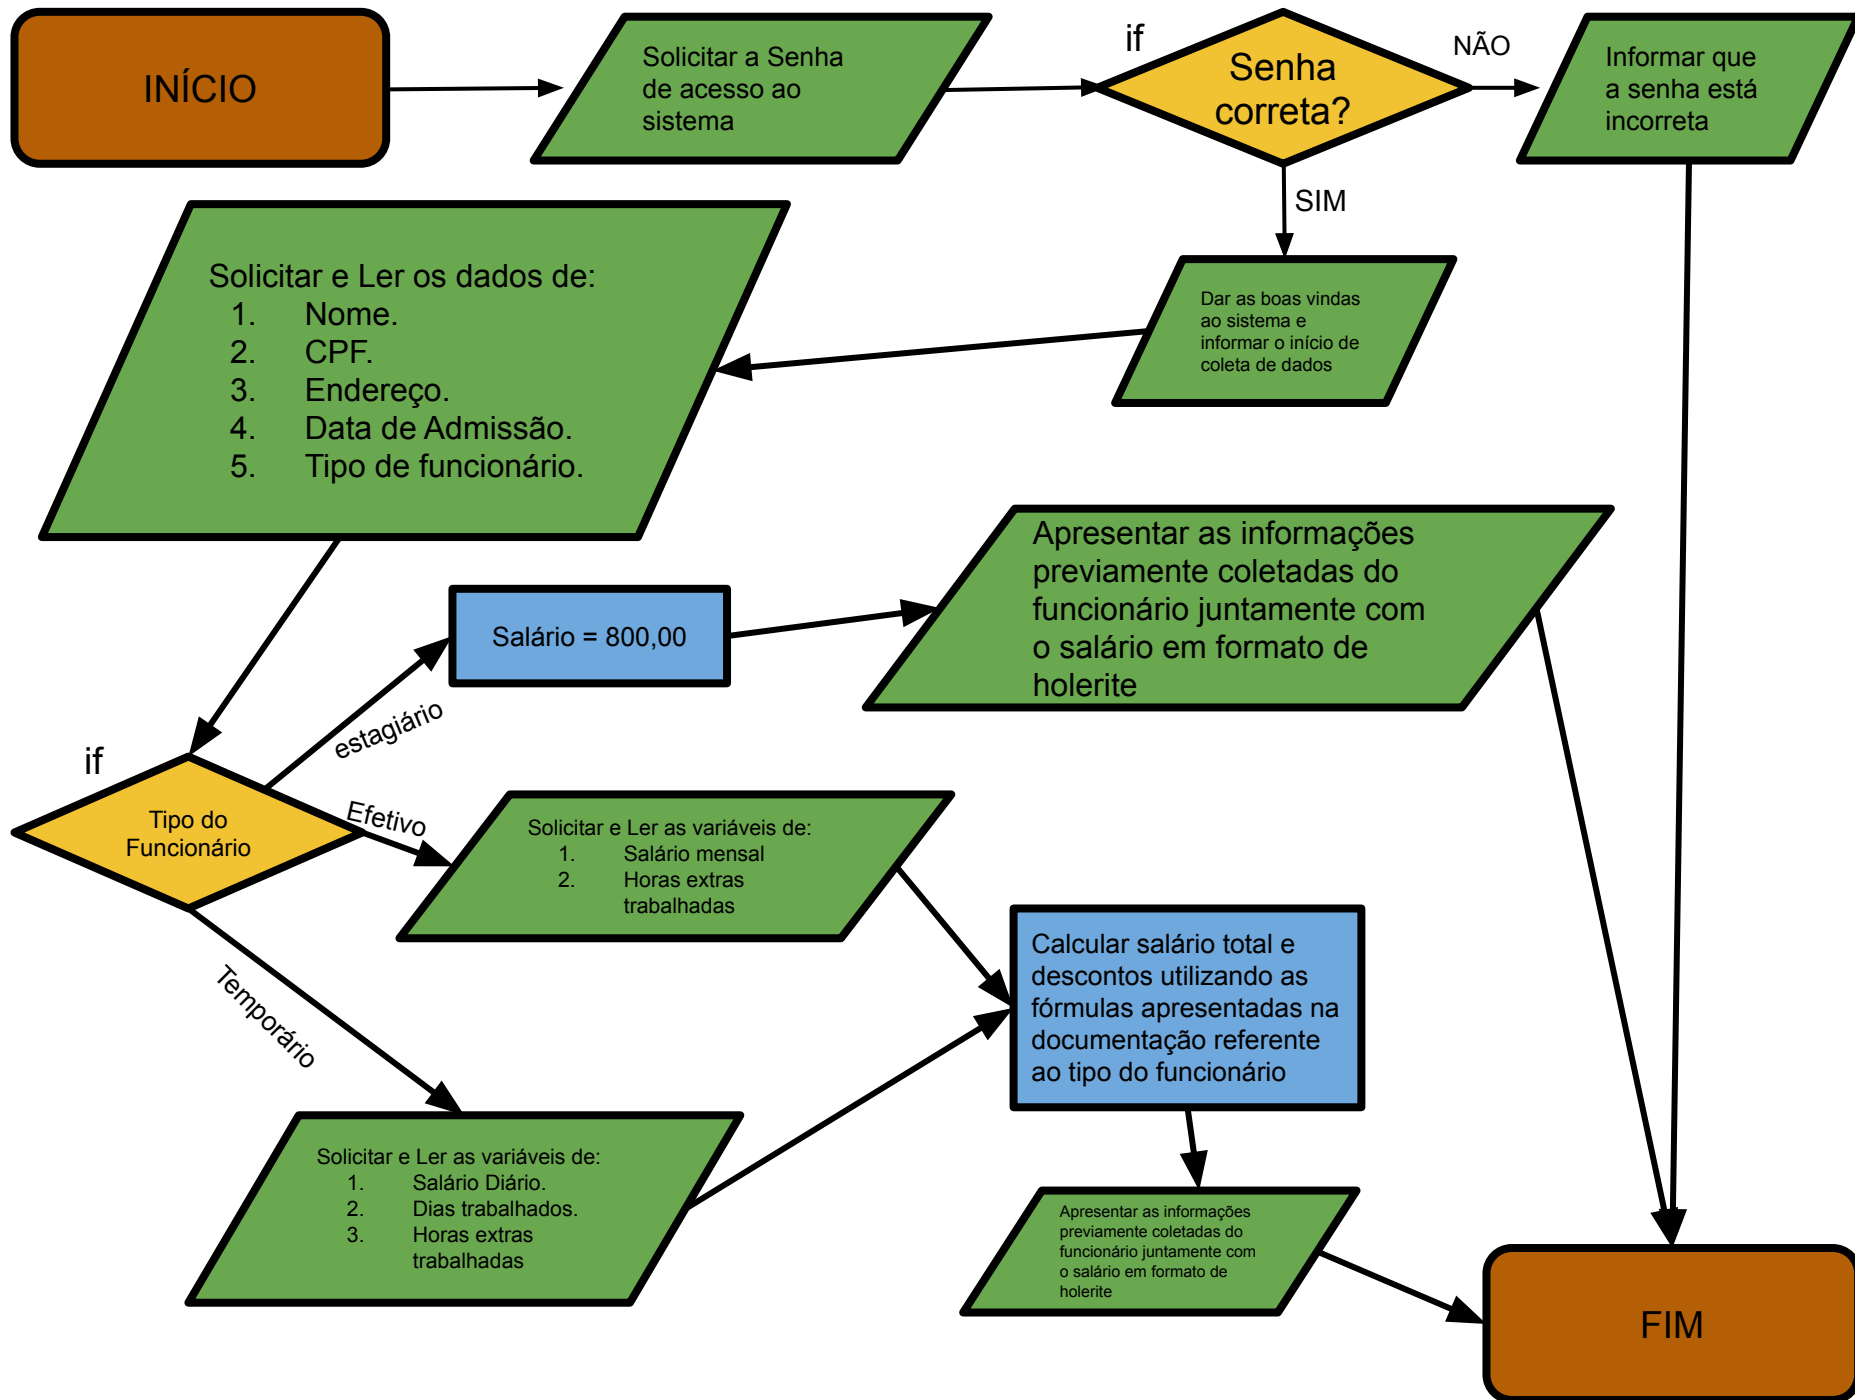 INÍCIO
Solicitar a Senha
de acesso ao
sistema
if
Senha
correta?
NÃO
Informar que
a senha está
incorreta
SIM
Dar as boas vindas
ao sistema e
informar o início de
coleta de dados
Solicitar e Ler os dados de:
1. Nome.
2. CPF.
3. Endereço.
4. Data de Admissão.
5. Tipo de funcionário.
if
Tipo do
Funcionário
estagiário
Salário = 800,00
Apresentar as informações
previamente coletadas do
funcionário juntamente com
o salário em formato de
holerite
Efetivo
Solicitar e Ler as variáveis de:
1. Salário mensal
2. Horas extras
trabalhadas
Temporário
Solicitar e Ler as variáveis de:
1. Salário Diário.
2. Dias trabalhados.
3. Horas extras
trabalhadas
Calcular salário total e
descontos utilizando as
fórmulas apresentadas na
documentação referente
ao tipo do funcionário
Apresentar as informações
previamente coletadas do
funcionário juntamente com
o salário em formato de
holerite
FIM